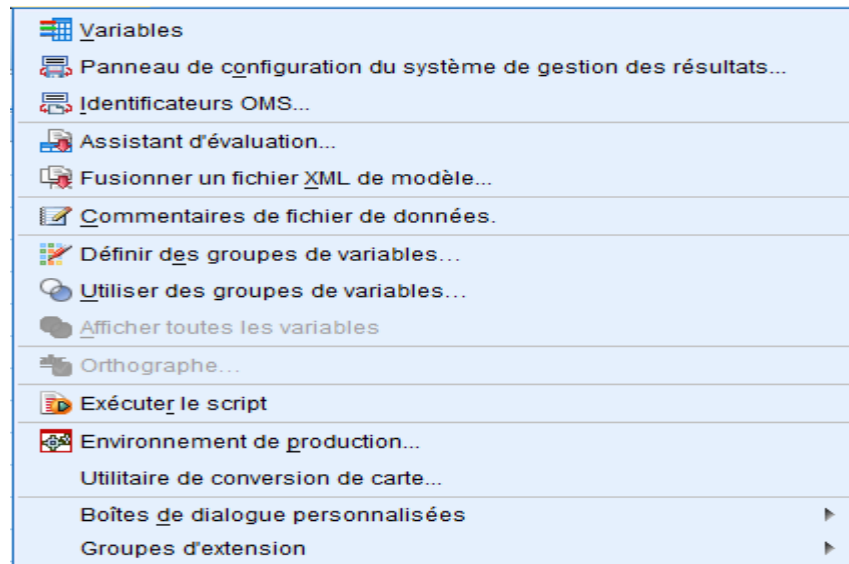 Variables
Panneau de configuration du système de gestion des résultats...
Identificateurs OMS...
Assistant d'évaluation...
Fusionner un fichier XML de modèle...
Commentaires de fichier de données.
Définir des groupes de variables...
Utiliser des groupes de variables...
Afficher toutes les variables
Orthographe...
Exécuter le script
Environnement de production...
Utilitaire de conversion de carte...
Boîtes de dialogue personnalisées
Groupes d'extension